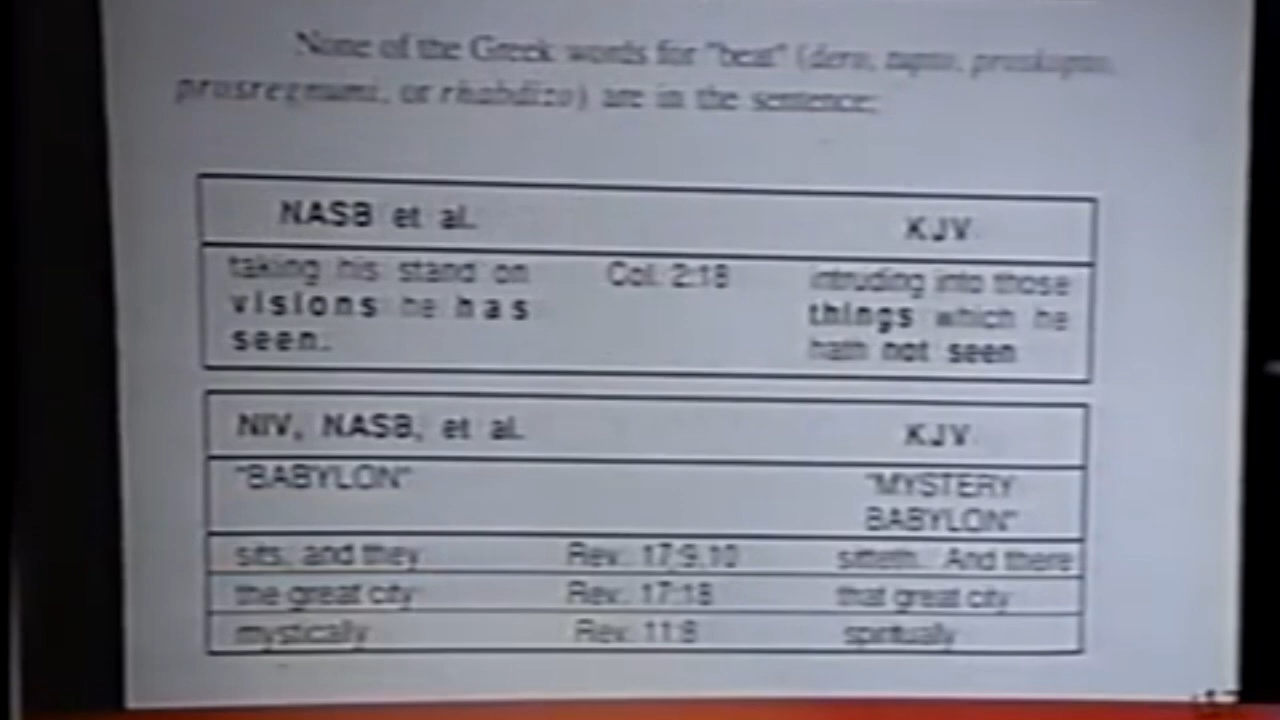 None of the Greek words for "beat" (dero, tupto, proskopto,
prosregnumi, or rhabdizo) are in the sentence;
NASB et al. KJV
taking his stand on Col. 2:18 intruding into those
visions he has things which he
seen. hath not seen
NIV, NASB, et al. KJV
"BABYLON" "MYSTERY
BABYLON"
sits, and they Rev. 17:9,10 sitteth. And there
the great city Rev. 17:18 that great city
mystically Rev. 11:8 spiritually